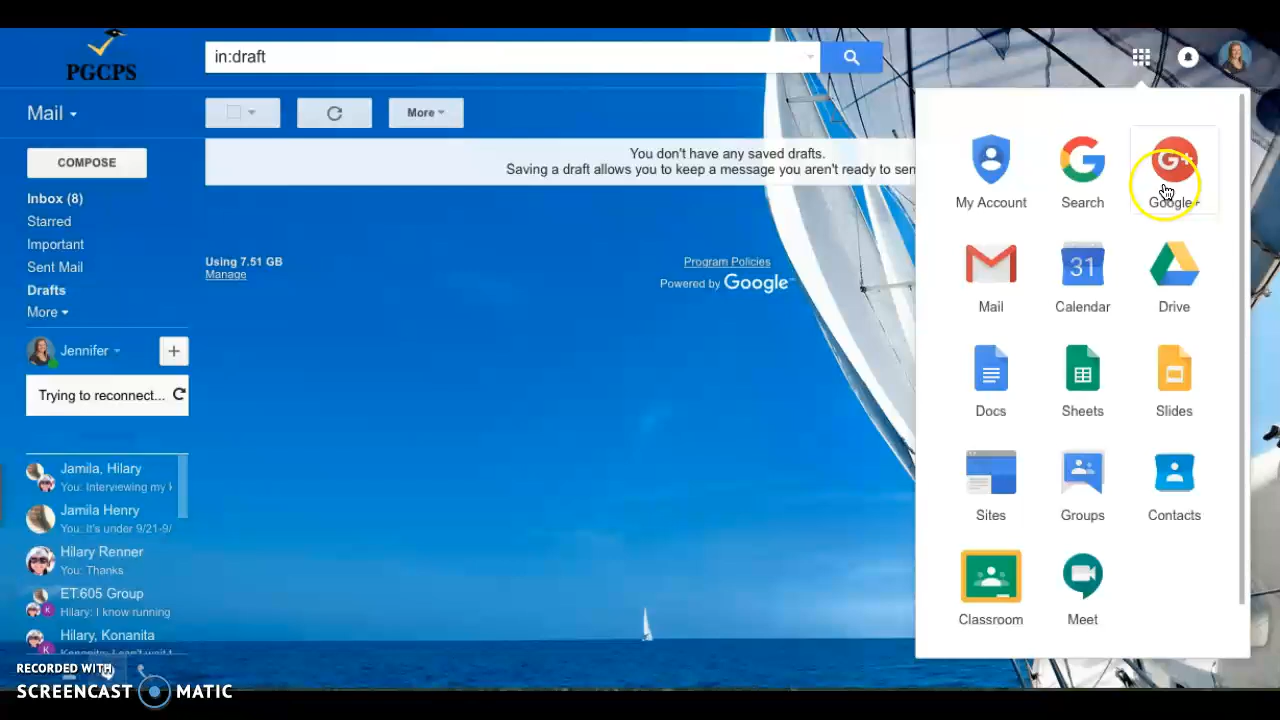 PGCPS
in:draft
Mail
More
You don't have any saved drafts.
Saving a draft allows you to keep a message you aren't ready to sen
COMPOSE
Inbox (8)
Starred
Important
Sent Mail
Drafts
More
Using 7.51 GB
Manage
Program Policies
Powered by Google™
Jennifer
+
Trying to reconnect...
Jamila, Hilary
You: Interviewing my k
Jamila Henry
You: It's under 9/21-9/
Hilary Renner
You: Thanks
ET:605 Group
Hilary: I know running
Hilary, Konanita
Konanita: I can't wait t
My Account
Search
G+
Google+
Mail
31
Calendar
Drive
Docs
Sheets
Slides
Sites
Groups
Contacts
Classroom
Meet
RECORDED WITH
SCREENCAST MATIC